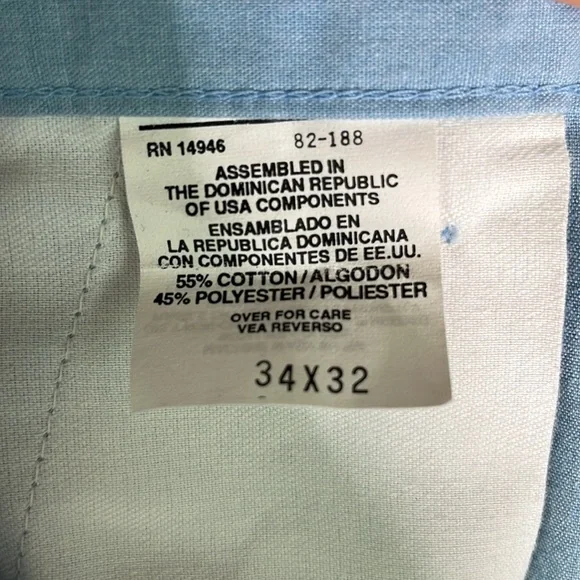 RN 14946 82-188
ASSEMBLED IN
THE DOMINICAN REPUBLIC
OF USA COMPONENTS
ENSAMBLADO EN
LA REPUBLICA DOMINICANA
CON COMPONENTES DE EE.UU.
55% COTTON/ALGODON
45% POLYESTER/POLIESTER
OVER FOR CARE
VEA REVERSO
34X32